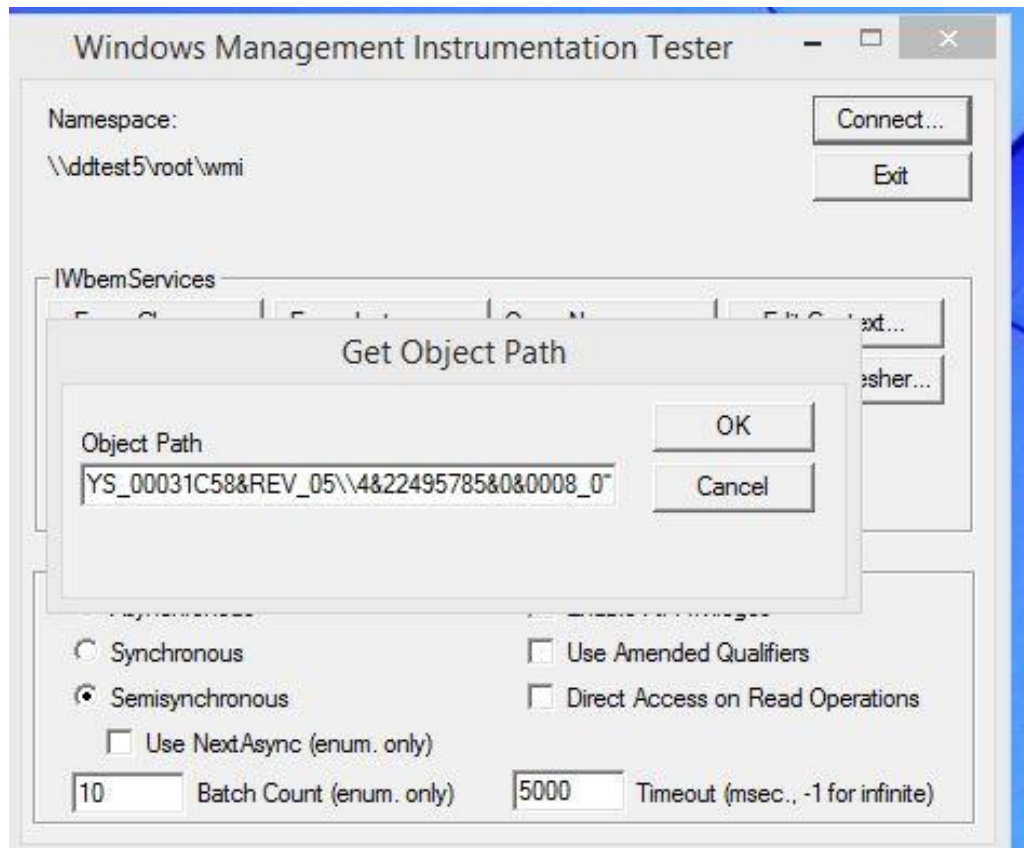 Windows Management Instrumentation Tester
Namespace:
Connect...
\\ddtest5\root\wmi
Exit
IWbemServices
Get Object Path
Object Path
OK
YS_00031C58&REV_05\\4&22495785&0&0008_0"
Cancel
Synchronous
Use Amended Qualifiers
Semisynchronous
Direct Access on Read Operations
Use NextAsync (enum. only)
10
Batch Count (enum. only)
5000
Timeout (msec., -1 for infinite)